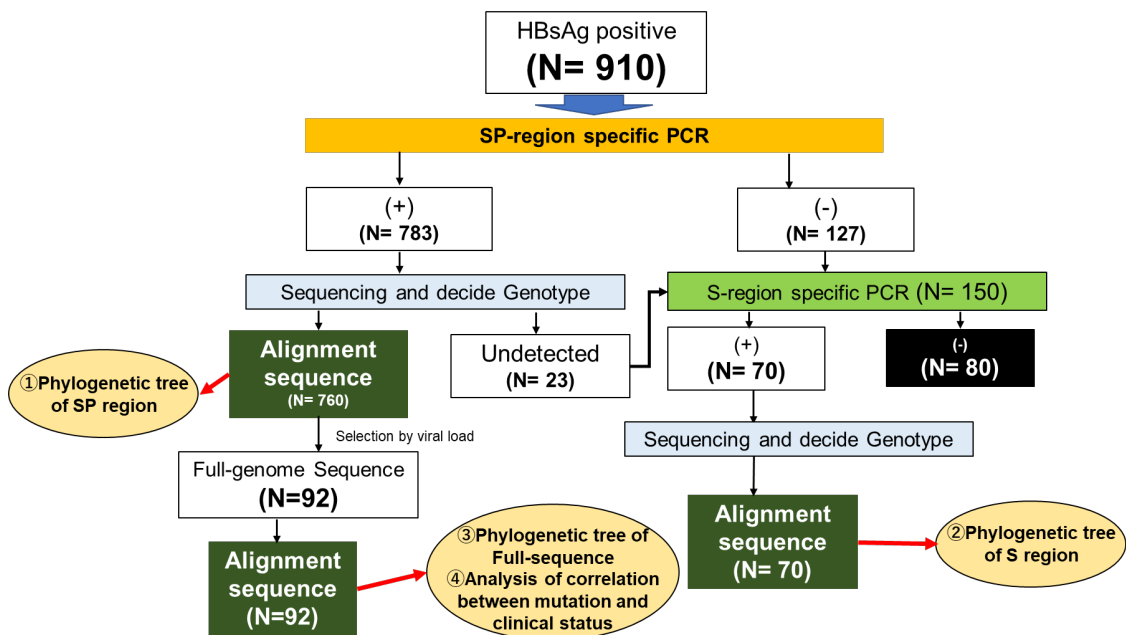 HBsAg positive
(N= 910)
SP-region specific PCR
(+)
(N= 783)
(-)
(N= 127)
Sequencing and decide Genotype
S-region specific PCR (N= 150)
Alignment
sequence
(N= 760)
Undetected
(N= 23)
(+)
(N= 70)
(-)
(N= 80)
①Phylogenetic tree
of SP region
Selection by viral load
Sequencing and decide Genotype
Full-genome Sequence
(N=92)
Alignment
sequence
(N= 70)
②Phylogenetic tree
of S region
Alignment
sequence
(N=92)
③Phylogenetic tree of
Full-sequence
④Analysis of correlation
between mutation and
clinical status